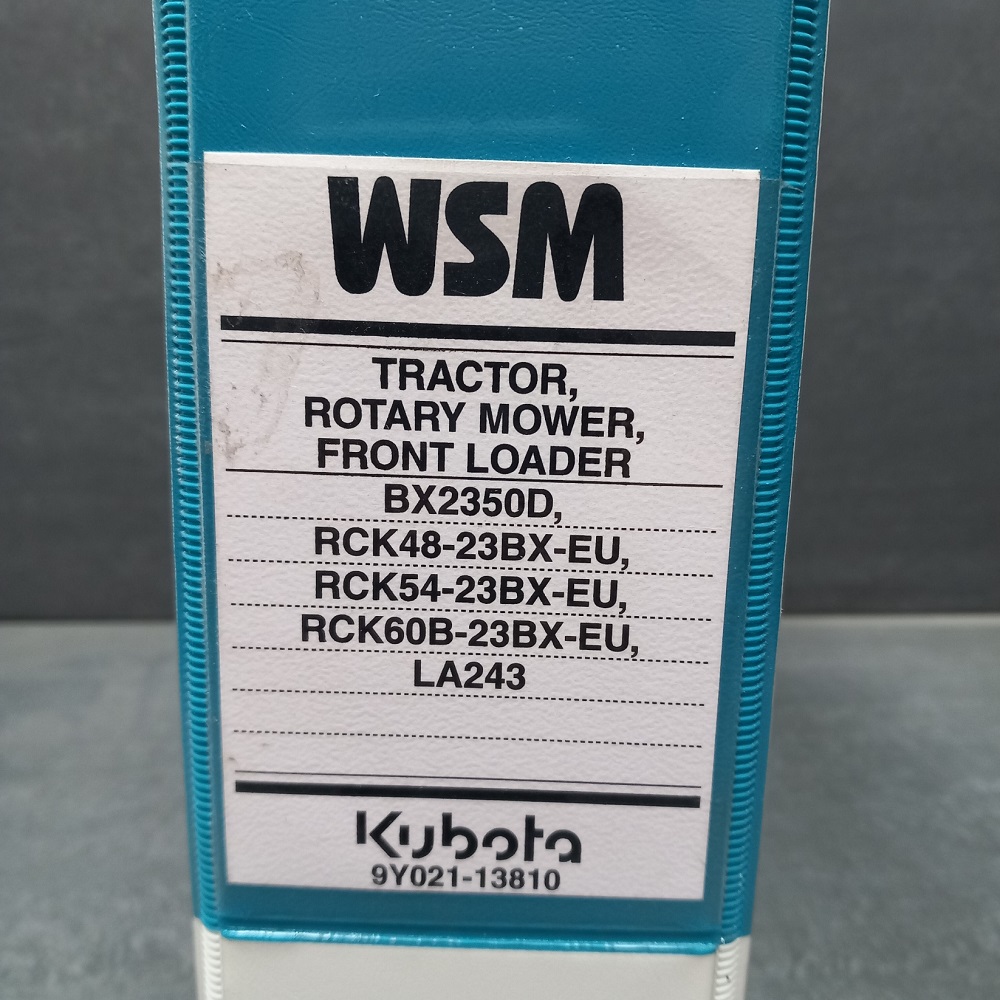 WSM
TRACTOR,
ROTARY MOWER,
FRONT LOADER
BX2350D,
RCK48-23BX-EU,
RCK54-23BX-EU,
RCK60B-23BX-EU,
LA243
Kubota
9Y021-13810